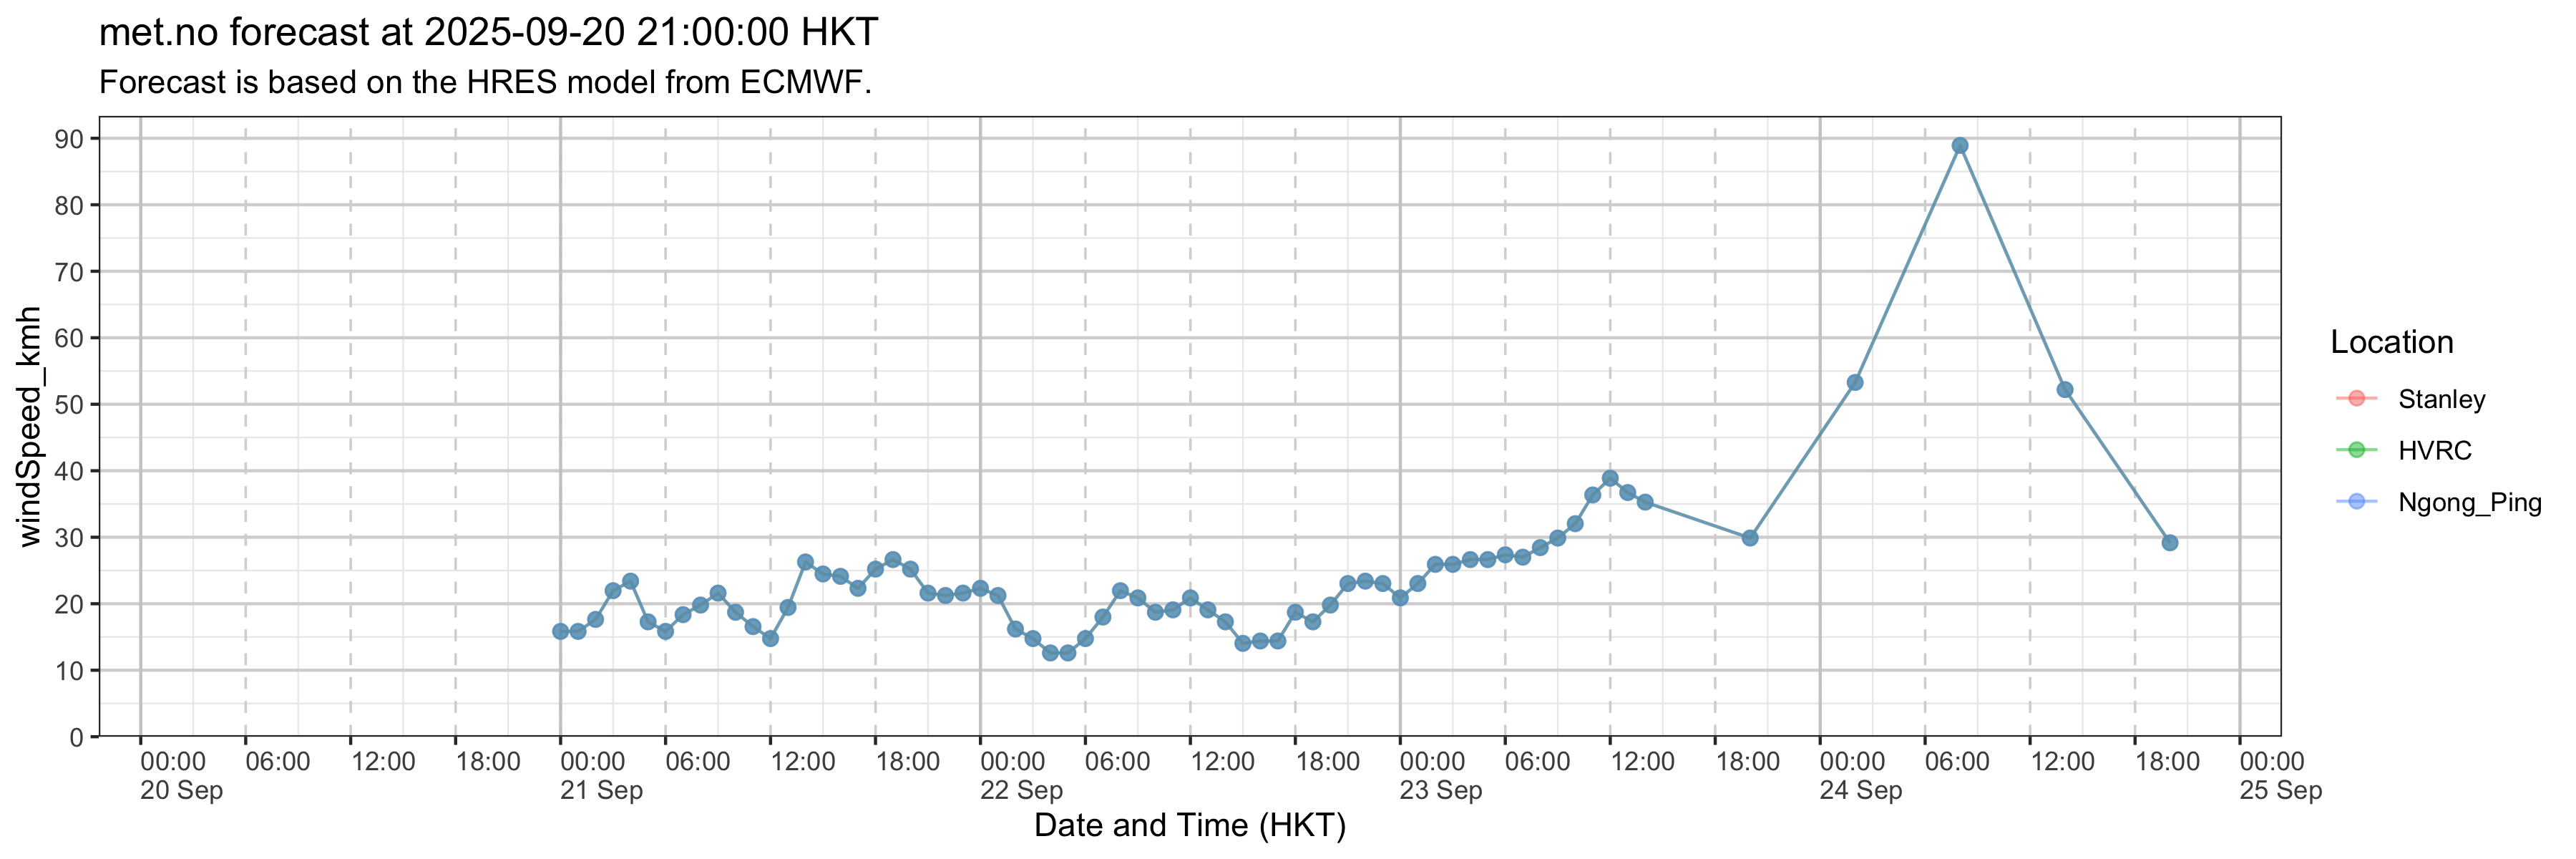 met.no forecast at 2025-09-20 21:00:00 HKT
Forecast is based on the HRES model from ECMWF.
windSpeed_kmh
90
80
70
60
50
40
30
20
10
0
00:00 06:00 12:00 18:00 00:00 06:00 12:00 18:00 00:00 06:00 12:00 18:00 00:00 06:00 12:00 18:00 00:00 06:00 12:00 18:00 00:00
20 Sep 21 Sep 22 Sep 23 Sep 24 Sep 25 Sep
Date and Time (HKT)
Location
Stanley
HVRC
Ngong_Ping